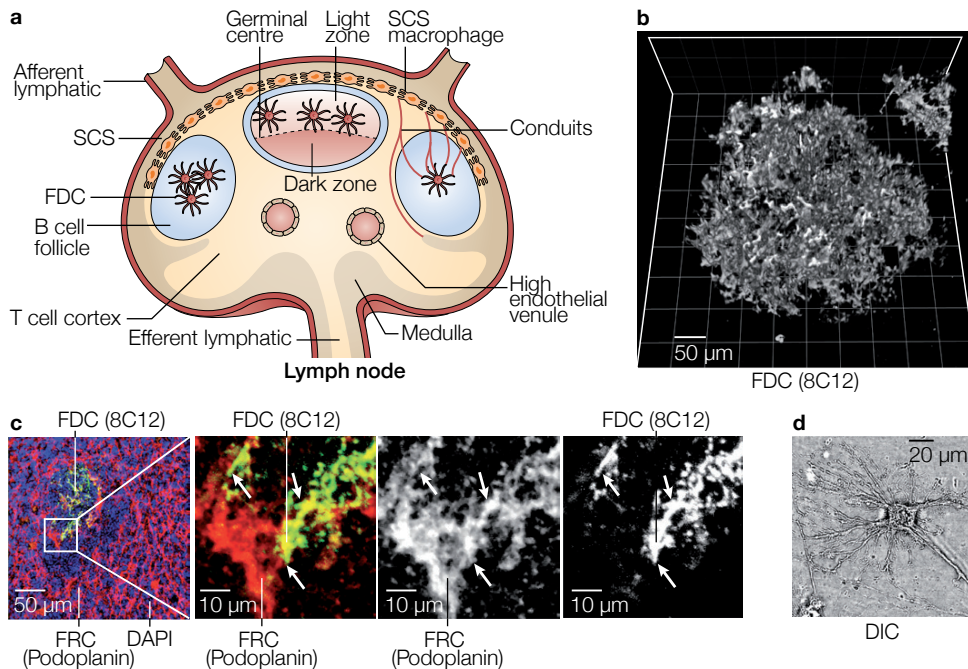 a
Germinal
centre
Light
zone
SCS
macrophage
Afferent
lymphatic
SCS
Conduits
FDC
Dark zone
B cell
follicle
T cell cortex
Efferent lymphatic
Medulla
High
endothelial
venule
Lymph node
b
50 µm
FDC (8C12)
c
FDC (8C12)
50 µm
FRC
(Podoplanin)
DAPI
10 µm
FRC
(Podoplanin)
10 µm
FRC
(Podoplanin)
FDC (8C12)
10 µm
d
20 µm
DIC